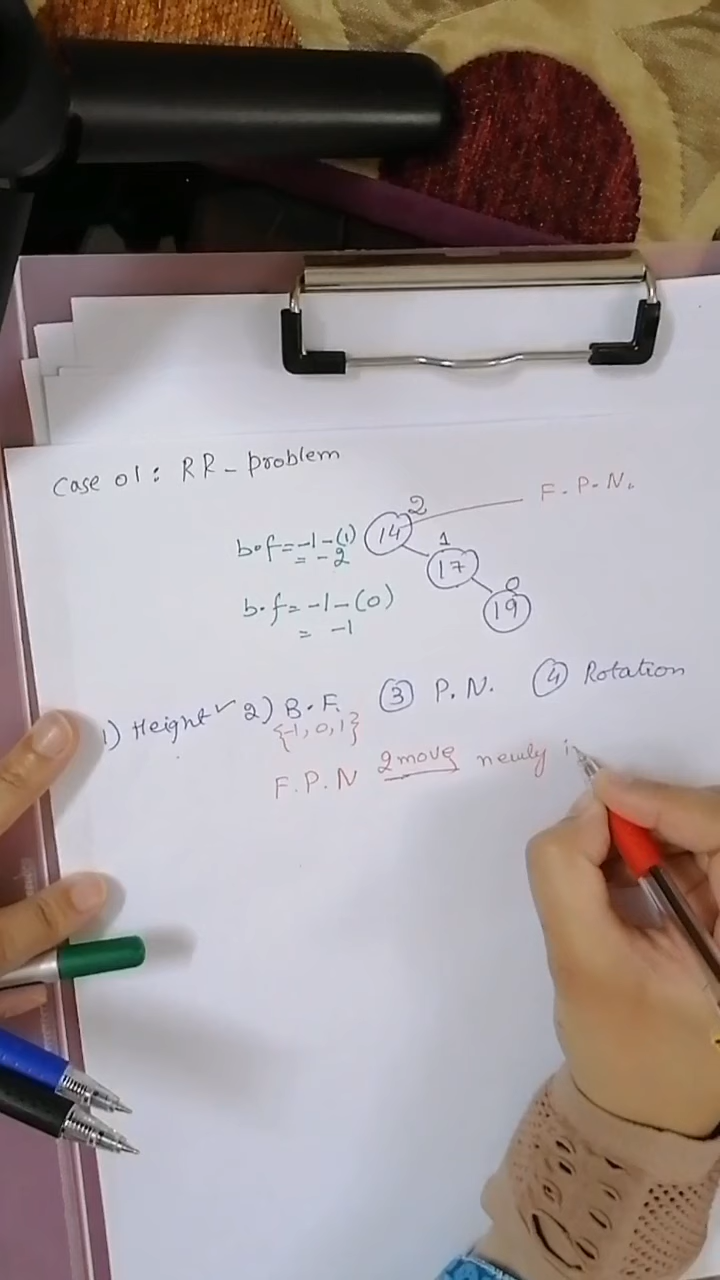 Case 01: RR-problem
F.P.N.
2
b.f=-1-(1) 14
= -2
1
17
0
b.f=-1-(0) 19
= -1
1) Height ✓ 2) B.F. ③ P.N. ④ Rotation
{-1, 0, 1}
F.P.N 2move newly i